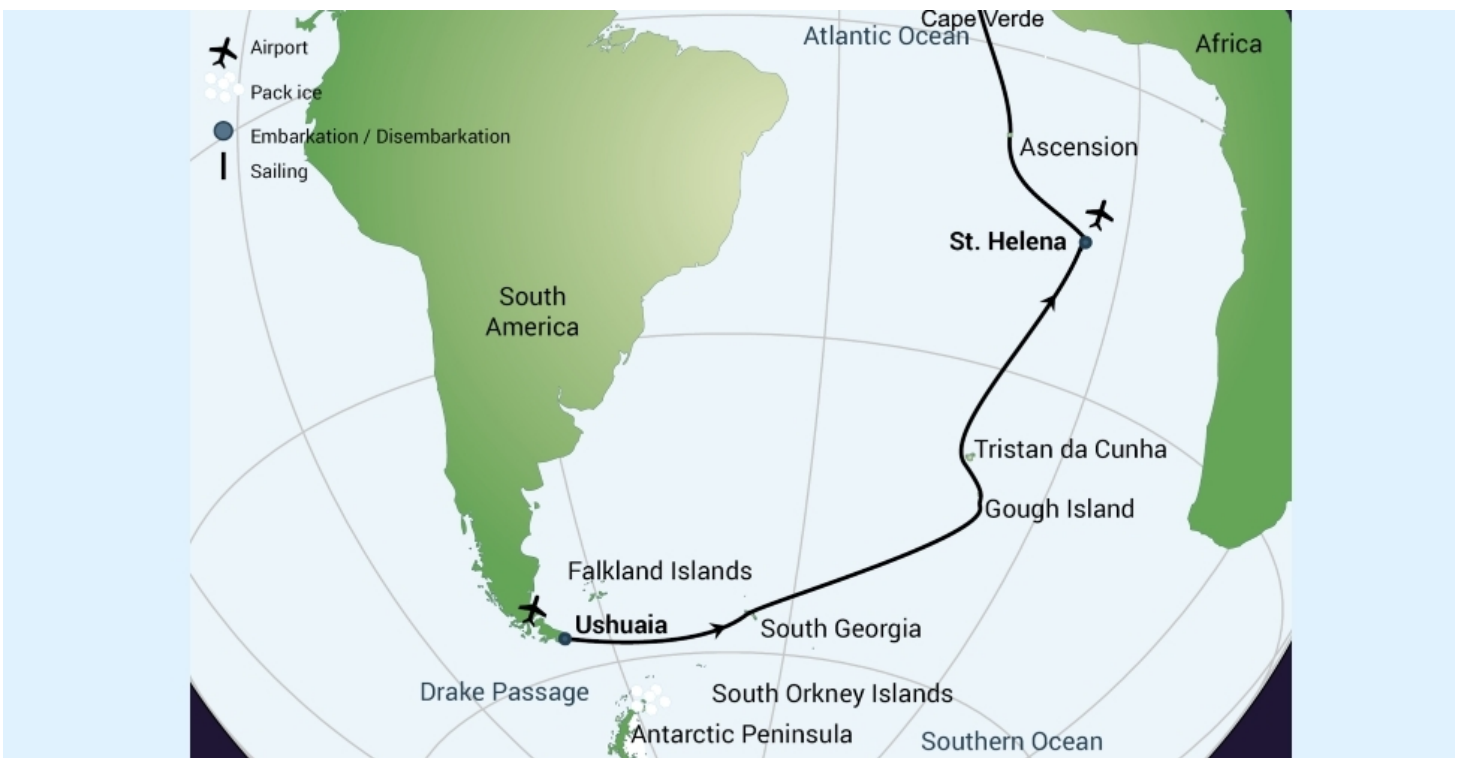 Airport
Pack ice
Embarkation / Disembarkation
Sailing
Cape Verde
Atlantic Ocean
Africa
Ascension
St. Helena
South
America
Tristan da Cunha
Gough Island
Falkland Islands
Ushuaia
South Georgia
Drake Passage
South Orkney Islands
Antarctic Peninsula
Southern Ocean